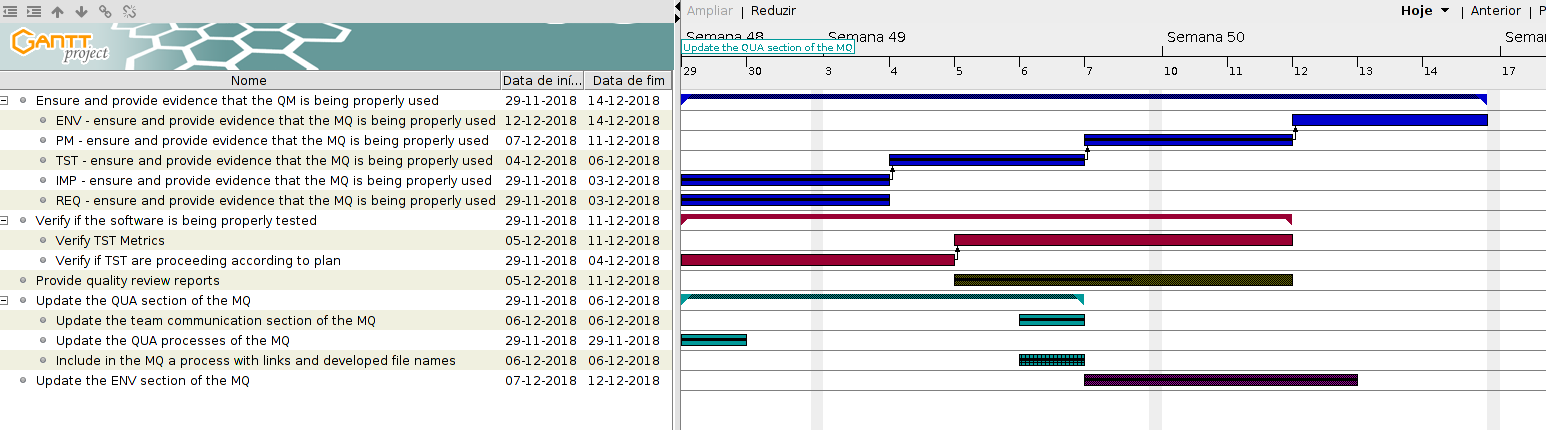 Ampliar | Reduzir
Hoje | Anterior | P
GANTT project
Semana 48 Semana 49 Semana 50 Seman
Update the QUA section of the MQ
29 30 3 4 5 6 7 10 11 12 13 14 17
Nome Data de iní... Data de fim
Ensure and provide evidence that the QM is being properly used 29-11-2018 14-12-2018
ENV - ensure and provide evidence that the MQ is being properly used 12-12-2018 14-12-2018
PM - ensure and provide evidence that the MQ is being properly used 07-12-2018 11-12-2018
TST - ensure and provide evidence that the MQ is being properly used 04-12-2018 06-12-2018
IMP - ensure and provide evidence that the MQ is being properly used 29-11-2018 03-12-2018
REQ - ensure and provide evidence that the MQ is being properly used 29-11-2018 03-12-2018
Verify if the software is being properly tested 29-11-2018 11-12-2018
Verify TST Metrics 05-12-2018 11-12-2018
Verify if TST are proceeding according to plan 29-11-2018 04-12-2018
Provide quality review reports 05-12-2018 11-12-2018
Update the QUA section of the MQ 29-11-2018 06-12-2018
Update the team communication section of the MQ 06-12-2018 06-12-2018
Update the QUA processes of the MQ 29-11-2018 29-11-2018
Include in the MQ a process with links and developed file names 06-12-2018 06-12-2018
Update the ENV section of the MQ 07-12-2018 12-12-2018